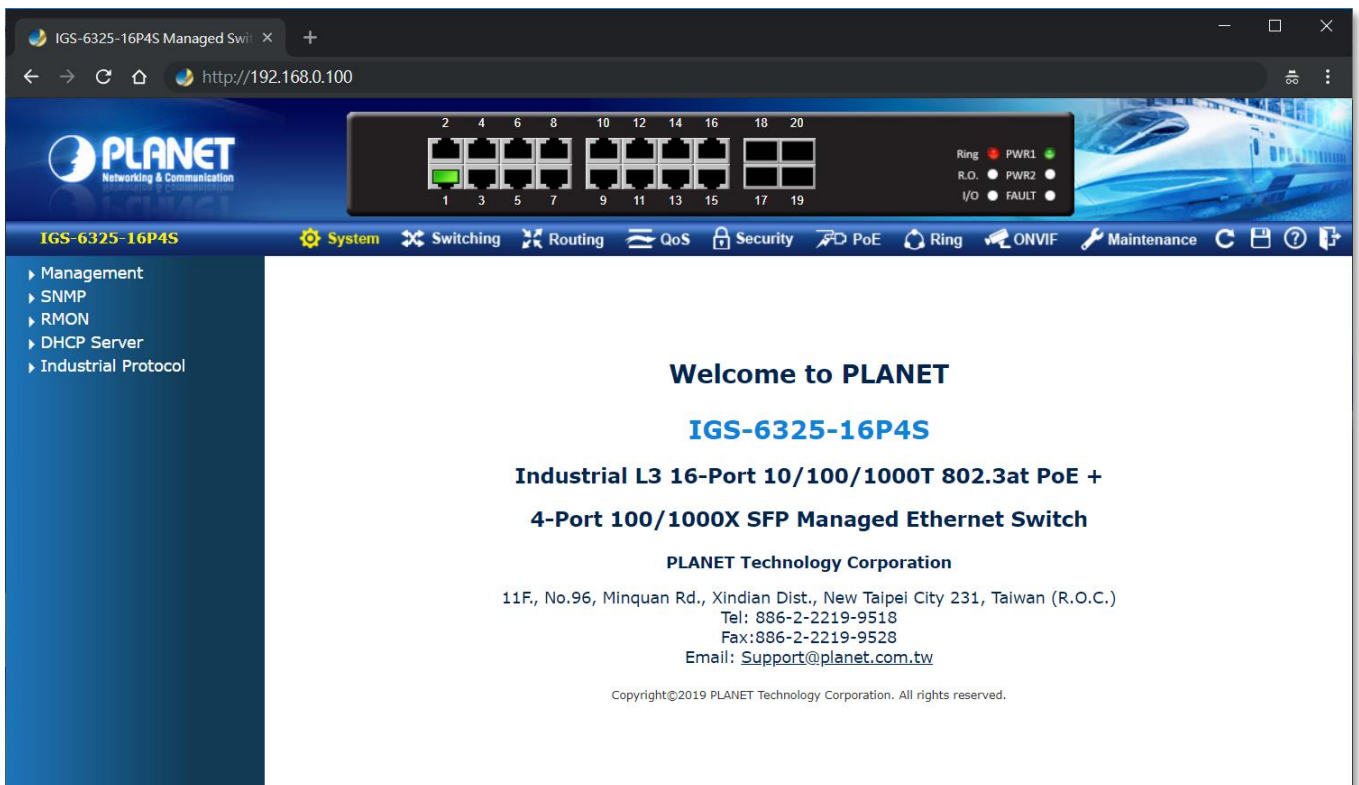 IGS-6325-16P4S Managed Swit
http://192.168.0.100
PLANET
Networking & Communication
2 4 6 8 10 12 14 16 18 20
1 3 5 7 9 11 13 15 17 19
Ring PWR1
R.O. PWR2
I/O FAULT
IGS-6325-16P4S
System Switching Routing QoS Security PoE Ring ONVIF Maintenance
Management
SNMP
RMON
DHCP Server
Industrial Protocol
Welcome to PLANET
IGS-6325-16P4S
Industrial L3 16-Port 10/100/1000T 802.3at PoE +
4-Port 100/1000X SFP Managed Ethernet Switch
PLANET Technology Corporation
11F., No.96, Minquan Rd., Xindian Dist., New Taipei City 231, Taiwan (R.O.C.)
Tel: 886-2-2219-9518
Fax:886-2-2219-9528
Email: Support@planet.com.tw
Copyright©2019 PLANET Technology Corporation. All rights reserved.